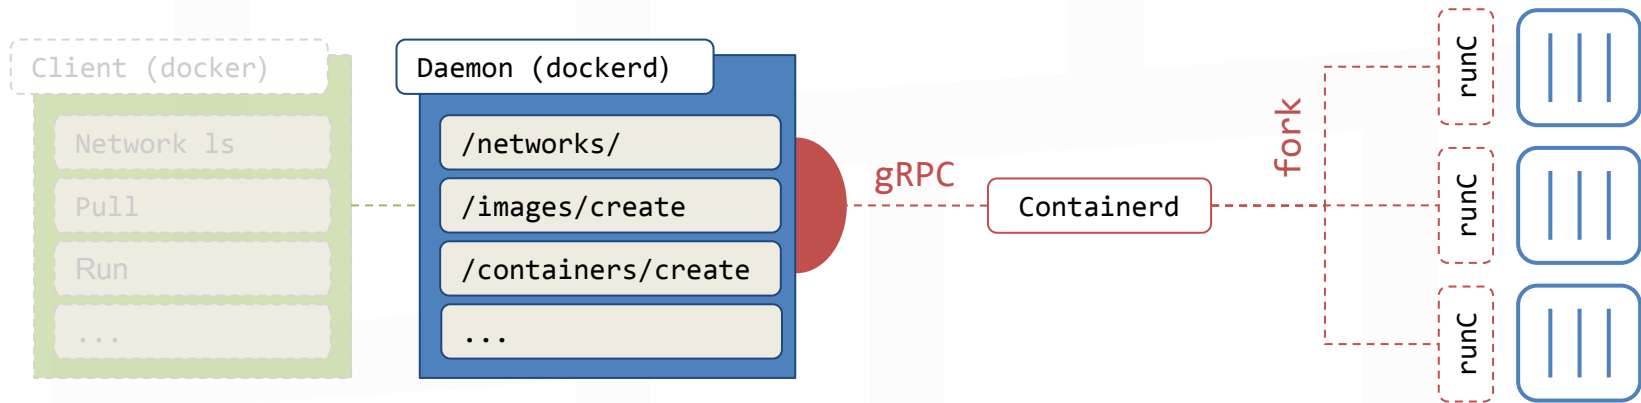 Client (docker)
Network ls
Pull
Run
...
Daemon (dockerd)
/networks/
/images/create
/containers/create
...
gRPC
Containerd
fork
runC
runC
runC